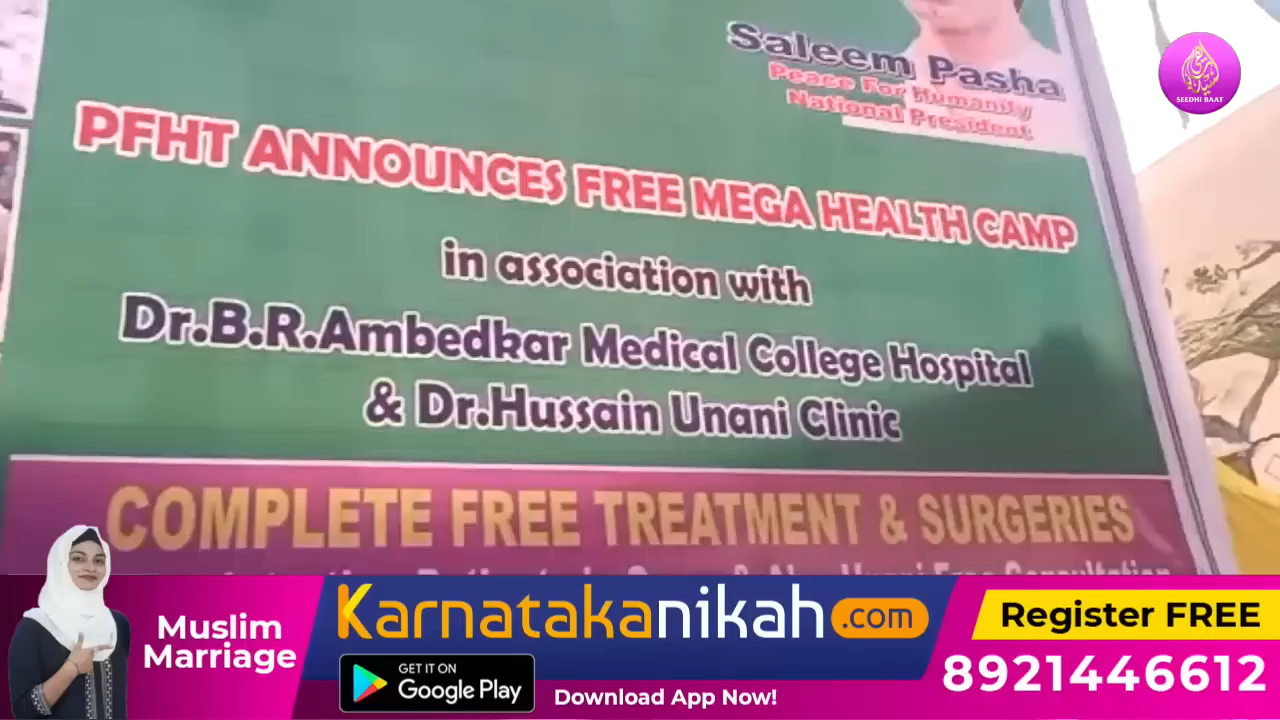 Saleem Pasha
Peace For Humanity
National President
SEEDHI BAAT
PFHT ANNOUNCES FREE MEGA HEALTH CAMP
in association with
Dr.B.R.Ambedkar Medical College Hospital
& Dr.Hussain Unani Clinic
COMPLETE FREE TREATMENT & SURGERIES
Muslim
Marriage
Karnatakanikah.com
GET IT ON
Google Play
Download App Now!
Register FREE
8921446612